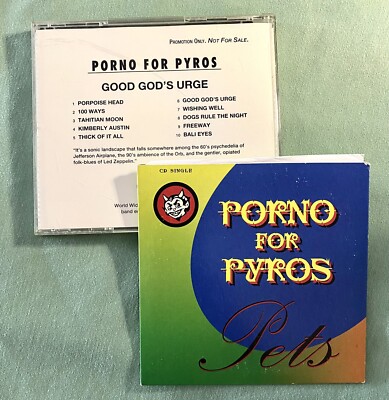 PROMOTION ONLY. NOT FOR SALE.
PORNO FOR PYROS
GOOD GOD'S URGE
1 PORPOISE HEAD
2 100 WAYS
3 TAHITIAN MOON
4 KIMBERLY AUSTIN
5 THICK OF IT ALL
6 GOOD GOD'S URGE
7 WISHING WELL
8 DOGS RULE THE NIGHT
9 FREEWAY
10 BALI EYES
"It's a sonic landscape that falls somewhere among the 60's psychedelia of
Jefferson Airplane, the 90's ambience of the Orb, and the gentler, opiated
folk-blues of Led Zeppelin."
World Wid
band e
CD SINGLE
PORNO
FOR
PYROS
Pets